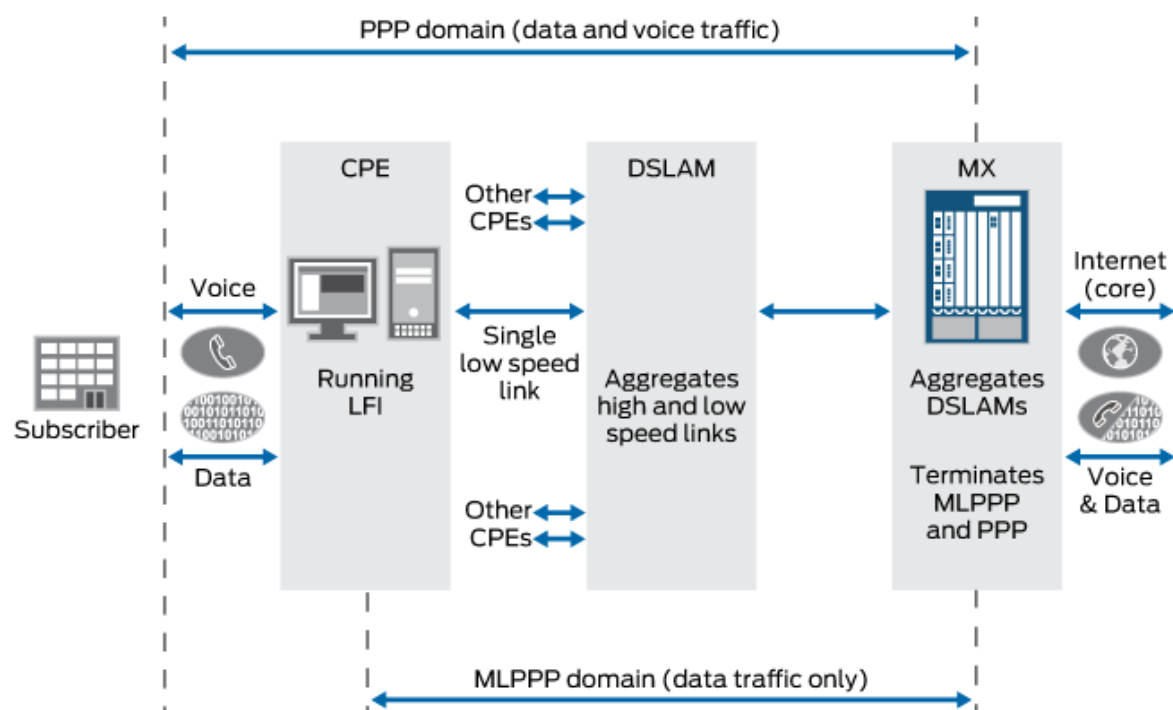 PPP domain (data and voice traffic)
CPE
DSLAM
MX
Other
CPEs
Voice
Internet
(core)
Single
low speed
link
Running
LFI
Aggregates
high and low
speed links
Aggregates
DSLAMs
Subscriber
Data
Terminates
MLPPP
and PPP
Voice
& Data
Other
CPEs
MLPPP domain (data traffic only)